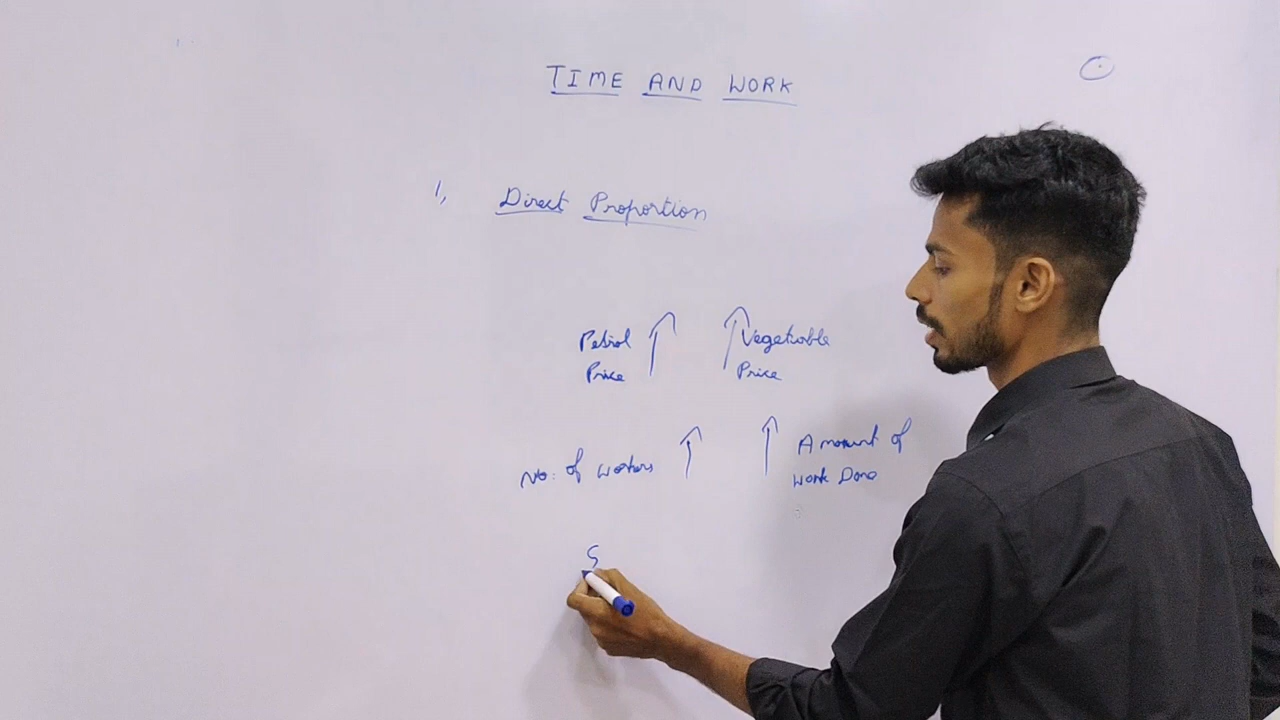 TIME AND WORK
1, Direct Proportion
Petrol
Price
Vegetable
Price
No: of workers
Amount of
Work Done
S